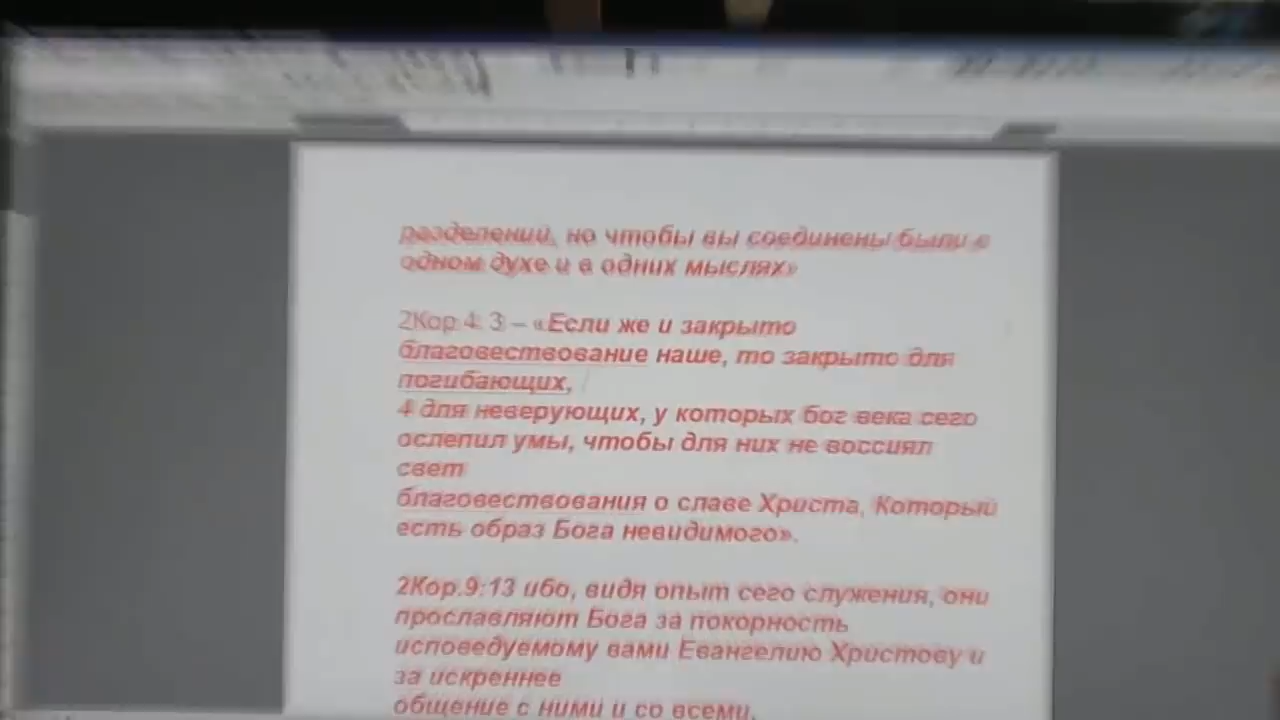 разделений, но чтобы вы соединены были в
одном духе и в одних мыслях»
2Кор.4: 3 – «Если же и закрыто
благовествование наше, то закрыто для
погибающих,
4 для неверующих, у которых бог века сего
ослепил умы, чтобы для них не воссиял
свет
благовествования о славе Христа, Который
есть образ Бога невидимого».
2Кор.9:13 ибо, видя опыт сего служения, они
прославляют Бога за покорность
исповедуемому вами Евангелию Христову и
за искреннее
общение с ними и со всеми,